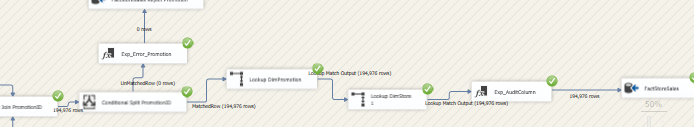 0 rows
Exp_Error_Promotion
UnMatchedRow (0 rows)
Lookup DimPromotion
Lookup Match Output (194,976 rows)
Join PromotionID
194,976 rows
Conditional Split PromotionID
MatchedRow (194,976 rows)
Lookup DimStore
1
Lookup Match Output (194,976 rows)
Exp_AuditColumn
194,976 rows
FactStoreSales
50%